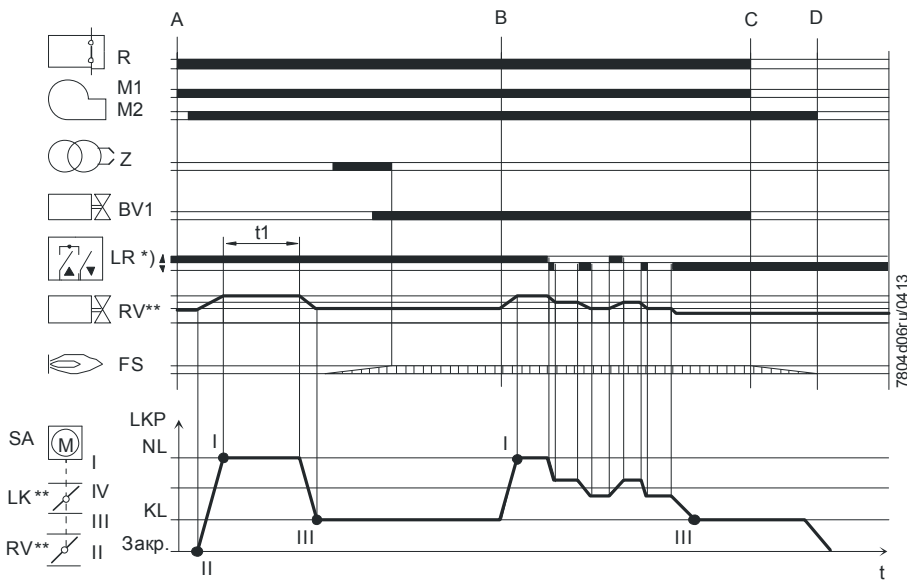 A B C D
R
M1
M2
Z
BV1
t1
LR *)
RV**
FS
7804d06ru/0413
LKP
SA M I NL I
LK** IV
III KL III III
RV** II Закр. II
t